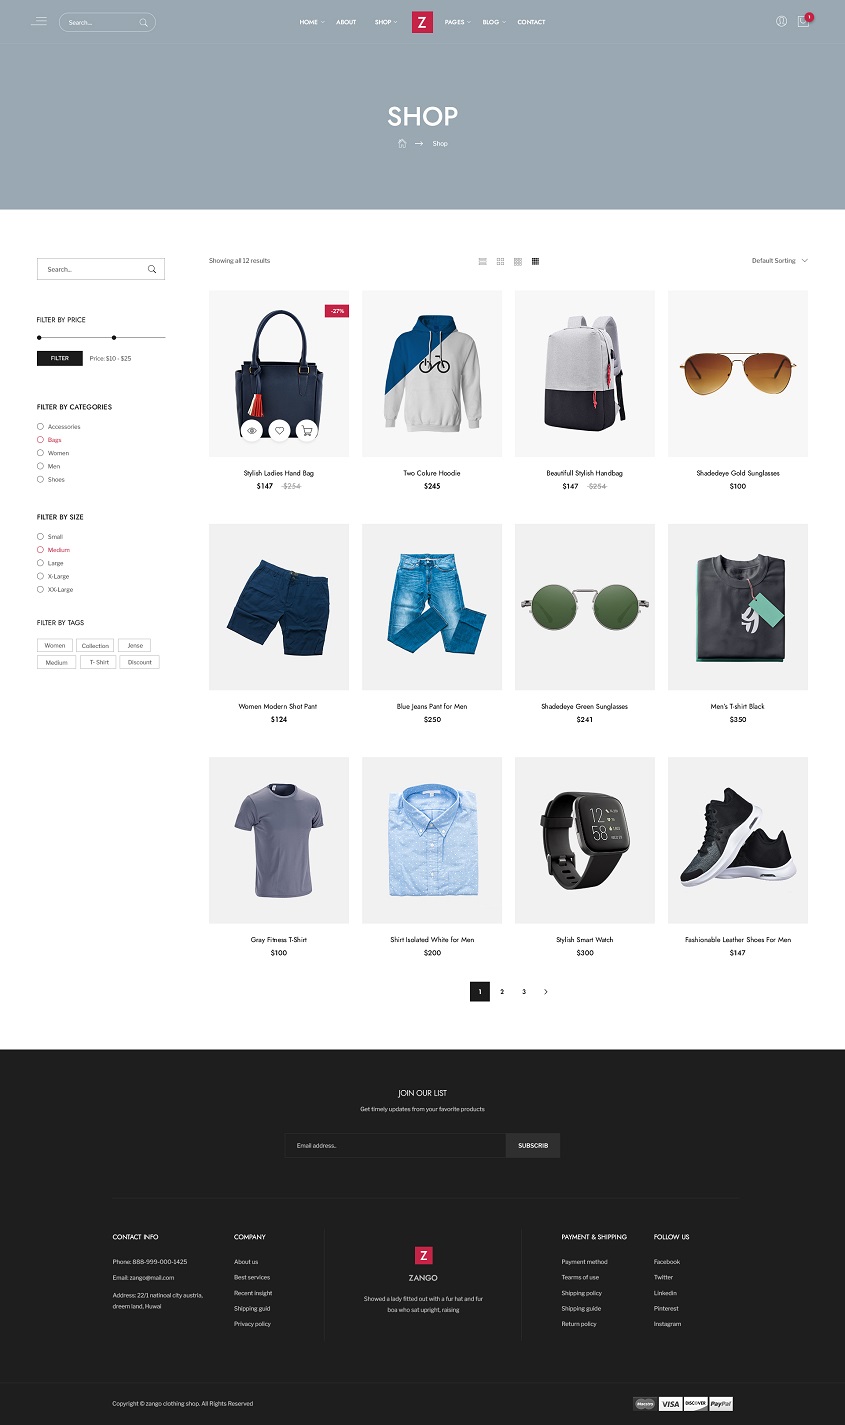 Search...
HOME
ABOUT
SHOP
Z
PAGES
BLOG
CONTACT
1
SHOP
Shop
Search...
Showing all 12 results
Default Sorting
FILTER BY PRICE
FILTER
Price: $10 - $25
FILTER BY CATEGORIES
Accessories
Bags
Women
Men
Shoes
FILTER BY SIZE
Small
Medium
Large
X-Large
XX-Large
FILTER BY TAGS
Women
Collection
Jense
Medium
T- Shirt
Discount
-27%
Stylish Ladies Hand Bag
$147 $254
Two Colure Hoodie
$245
Beautifull Stylish Handbag
$147 $254
Shadedeye Gold Sunglasses
$100
Women Modern Shot Pant
$124
Blue Jeans Pant for Men
$250
Shadedeye Green Sunglasses
$241
Men's T-shirt Black
$350
Gray Fitness T-Shirt
$100
Shirt Isolated White for Men
$200
12
58
Stylish Smart Watch
$300
Fashionable Leather Shoes For Men
$147
1
2
3
JOIN OUR LIST
Get timely updates from your favorite products
Email address..
SUBSCRIB
CONTACT INFO
Phone: 888-999-000-1425
Email: zango@mail.com
Address: 22/1 natinoal city austria,
dreem land, Huwai
COMPANY
About us
Best services
Recent insight
Shipping guid
Privacy policy
Z
ZANGO
Showed a lady fitted out with a fur hat and fur
boa who sat upright, raising
PAYMENT & SHIPPING
Payment method
Tearms of use
Shipping policy
Shipping guide
Return policy
FOLLOW US
Facebook
Twitter
Linkedin
Pinterest
Instagram
Copyright © zango clothing shop. All Rights Reserved
Maestro
VISA
DISCOVER
PayPal